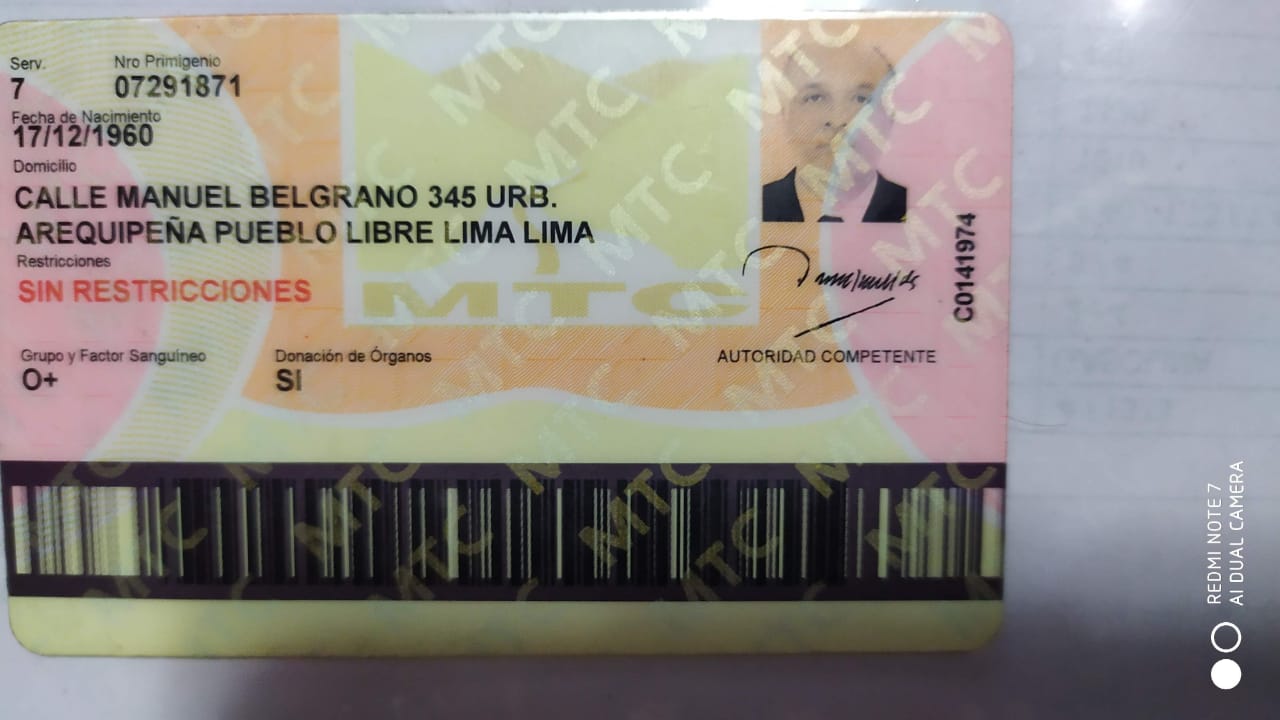 Serv. Nro Primigenio
7 07291871
Fecha de Nacimiento
17/12/1960
Domicilio
CALLE MANUEL BELGRANO 345 URB.
AREQUIPEÑA PUEBLO LIBRE LIMA LIMA
Restricciones
SIN RESTRICCIONES
Grupo y Factor Sanguíneo Donación de Órganos
O+ SI
MTC
AUTORIDAD COMPETENTE
C0141974
REDMI NOTE 7
AI DUAL CAMERA